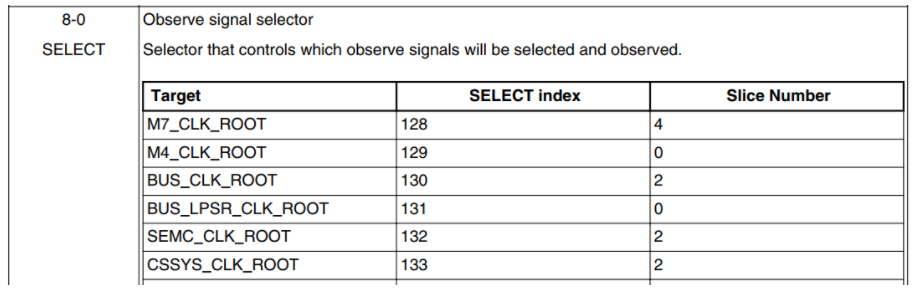 8-0 Observe signal selector
SELECT Selector that controls which observe signals will be selected and observed.
Target SELECT index Slice Number
M7_CLK_ROOT 128 4
M4_CLK_ROOT 129 0
BUS_CLK_ROOT 130 2
BUS_LPSR_CLK_ROOT 131 0
SEMC_CLK_ROOT 132 2
CSSYS_CLK_ROOT 133 2